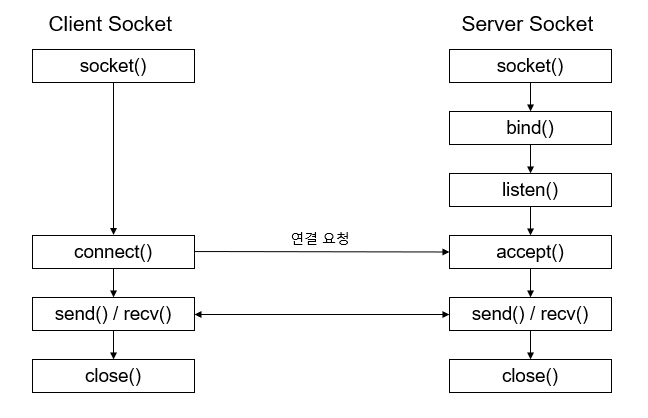 Client Socket
Server Socket
socket()
socket()
bind()
listen()
connect()
연결 요청
accept()
send() / recv()
send() / recv()
close()
close()